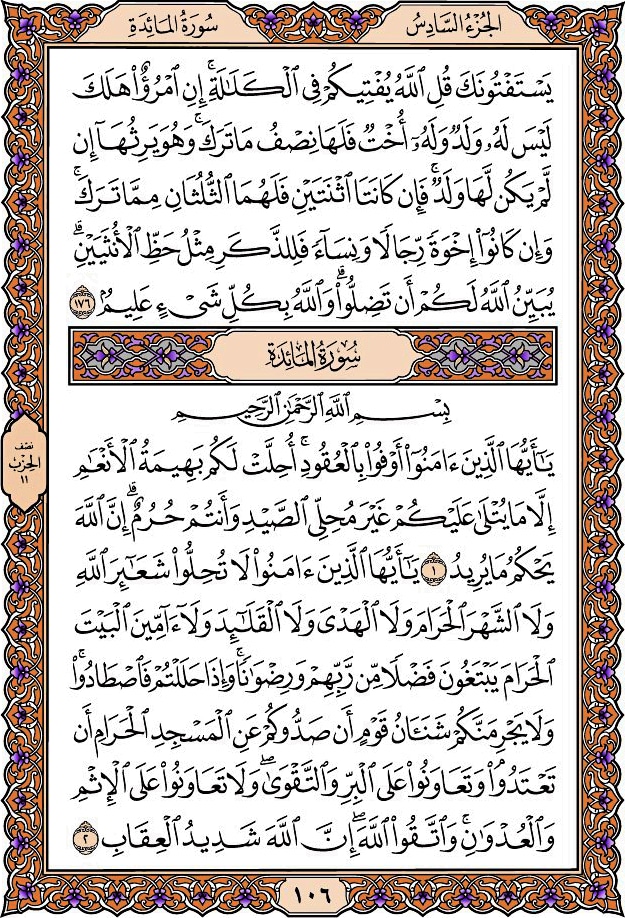 الجُزْءُ السَّادِسُ
سُورَةُ المَائِدَةِ
يَسْتَفْتُونَكَ قُلِ ٱللَّهُ يُفْتِيكُمْ فِي ٱلْكَلَٰلَةِۚ إِنِ ٱمْرُؤٌا۟ هَلَكَ
لَيْسَ لَهُۥ وَلَدٌ وَلَهُۥٓ أُخْتٌ فَلَهَا نِصْفُ مَا تَرَكَۚ وَهُوَ يَرِثُهَآ إِن
لَّمْ يَكُن لَّهَا وَلَدٌۚ فَإِن كَانَتَا ٱثْنَتَيْنِ فَلَهُمَا ٱلثُّلُثَانِ مِمَّا تَرَكَۚ
وَإِن كَانُوٓا۟ إِخْوَةً رِّجَالًا وَنِسَآءً فَلِلذَّكَرِ مِثْلُ حَظِّ ٱلْأُنثَيَيْنِۗ
يُبَيِّنُ ٱللَّهُ لَكُمْ أَن تَضِلُّوا۟ۗ وَٱللَّهُ بِكُلِّ شَىْءٍ عَلِيمٌۢ ١٧٦
سُورَةُ المَائِدَةِ
بِسْمِ ٱللَّهِ ٱلرَّحْمَٰنِ ٱلرَّحِيمِ
يَٰٓأَيُّهَا ٱلَّذِينَ ءَامَنُوٓا۟ أَوْفُوا۟ بِٱلْعُقُودِۚ أُحِلَّتْ لَكُم بَهِيمَةُ ٱلْأَنْعَٰمِ
إِلَّا مَا يُتْلَىٰ عَلَيْكُمْ غَيْرَ مُحِلِّى ٱلصَّيْدِ وَأَنتُمْ حُرُمٌۗ إِنَّ ٱللَّهَ
يَحْكُمُ مَا يُرِيدُ ١ يَٰٓأَيُّهَا ٱلَّذِينَ ءَامَنُوا۟ لَا تُحِلُّوا۟ شَعَٰٓئِرَ ٱللَّهِ
وَلَا ٱلشَّهْرَ ٱلْحَرَامَ وَلَا ٱلْهَدْىَ وَلَا ٱلْقَلَٰٓئِدَ وَلَآ ءَآمِّينَ ٱلْبَيْتَ
ٱلْحَرَامَ يَبْتَغُونَ فَضْلًا مِّن رَّبِّهِمْ وَرِضْوَٰنًاۚ وَإِذَا حَلَلْتُمْ فَٱصْطَادُوا۟ۚ
وَلَا يَجْرِمَنَّكُمْ شَنَـَٔانُ قَوْمٍ أَن صَدُّوكُمْ عَنِ ٱلْمَسْجِدِ ٱلْحَرَامِ أَن
تَعْتَدُوا۟ۘ وَتَعَاوَنُوا۟ عَلَى ٱلْبِرِّ وَٱلتَّقْوَىٰۖ وَلَا تَعَاوَنُوا۟ عَلَى ٱلْإِثْمِ
وَٱلْعُدْوَٰنِۚ وَٱتَّقُوا۟ ٱللَّهَۖ إِنَّ ٱللَّهَ شَدِيدُ ٱلْعِقَابِ ٢
نصف
الحزب
١١
١٠٦